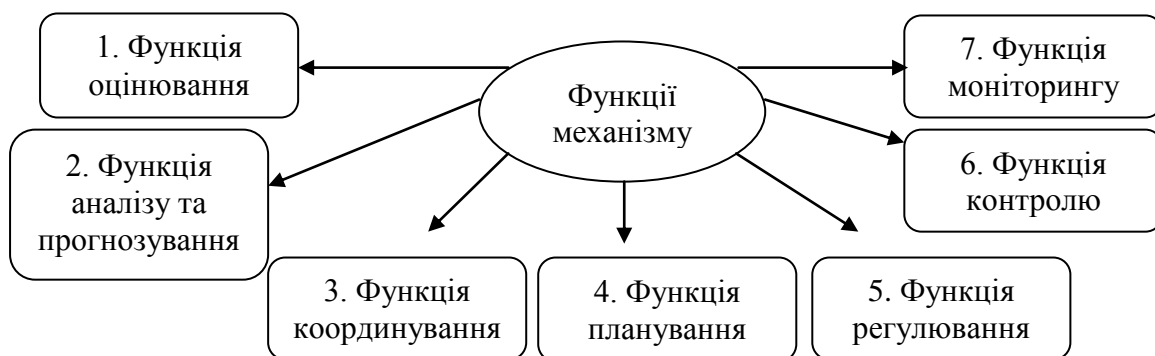 1. Функція
оцінювання
2. Функція
аналізу та
прогнозування
3. Функція
координування
4. Функція
планування
5. Функція
регулювання
6. Функція
контролю
7. Функція
моніторингу
Функції
механізму